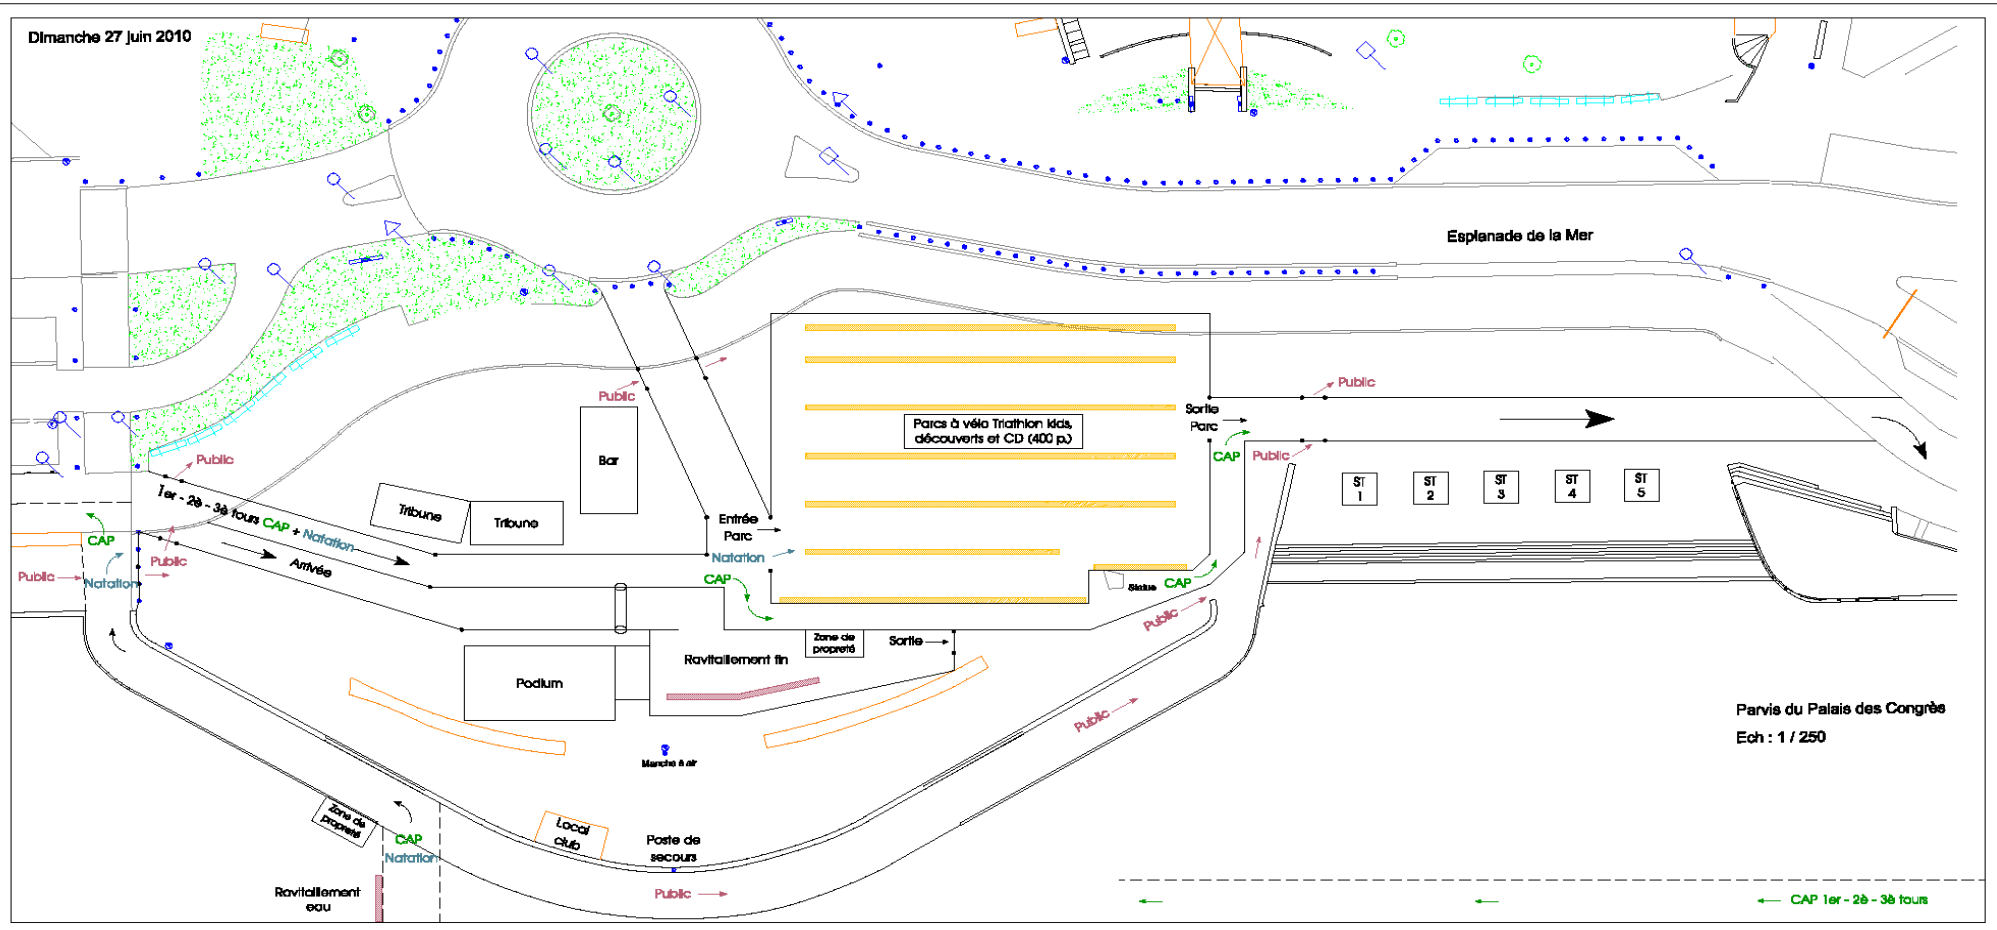 Dimanche 27 juin 2010
Esplanade de la Mer
Public
Public
Sortie
Parc
CAP
Public
Parcs à vélo Triathlon kids,
découverts et CD (400 p.)
Bar
Public
1er - 2è - 3è tours CAP + Natation
Tribune
Tribune
ST
1
ST
2
ST
3
ST
4
ST
5
Entrée
Parc
Natation
CAP
CAP
Public
Arrivée
Public
Natation
Statue
CAP
Public
Zone de
propreté
Sortie
Ravitaillement fin
Podium
Public
Parvis du Palais des Congrès
Ech : 1 / 250
Manche à air
Zone de
propreté
Local
club
Poste de
secours
CAP
Natation
Ravitaillement
eau
Public
CAP 1er - 2è - 3è tours